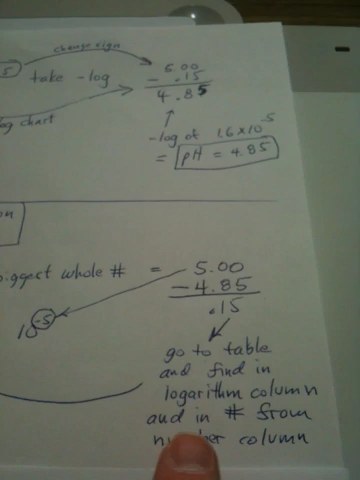 change sign
5
take -log
5.00
- .15
4.85
chart
-log of 1.6 x 10-5
= pH = 4.85
biggest whole # = 5.00
- 4.85
.15
10-5
go to table
and find in
logarithm column
and in # from
number column